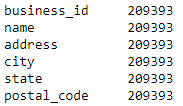 business_id 209393
name 209393
address 209393
city 209393
state 209393
postal_code 209393